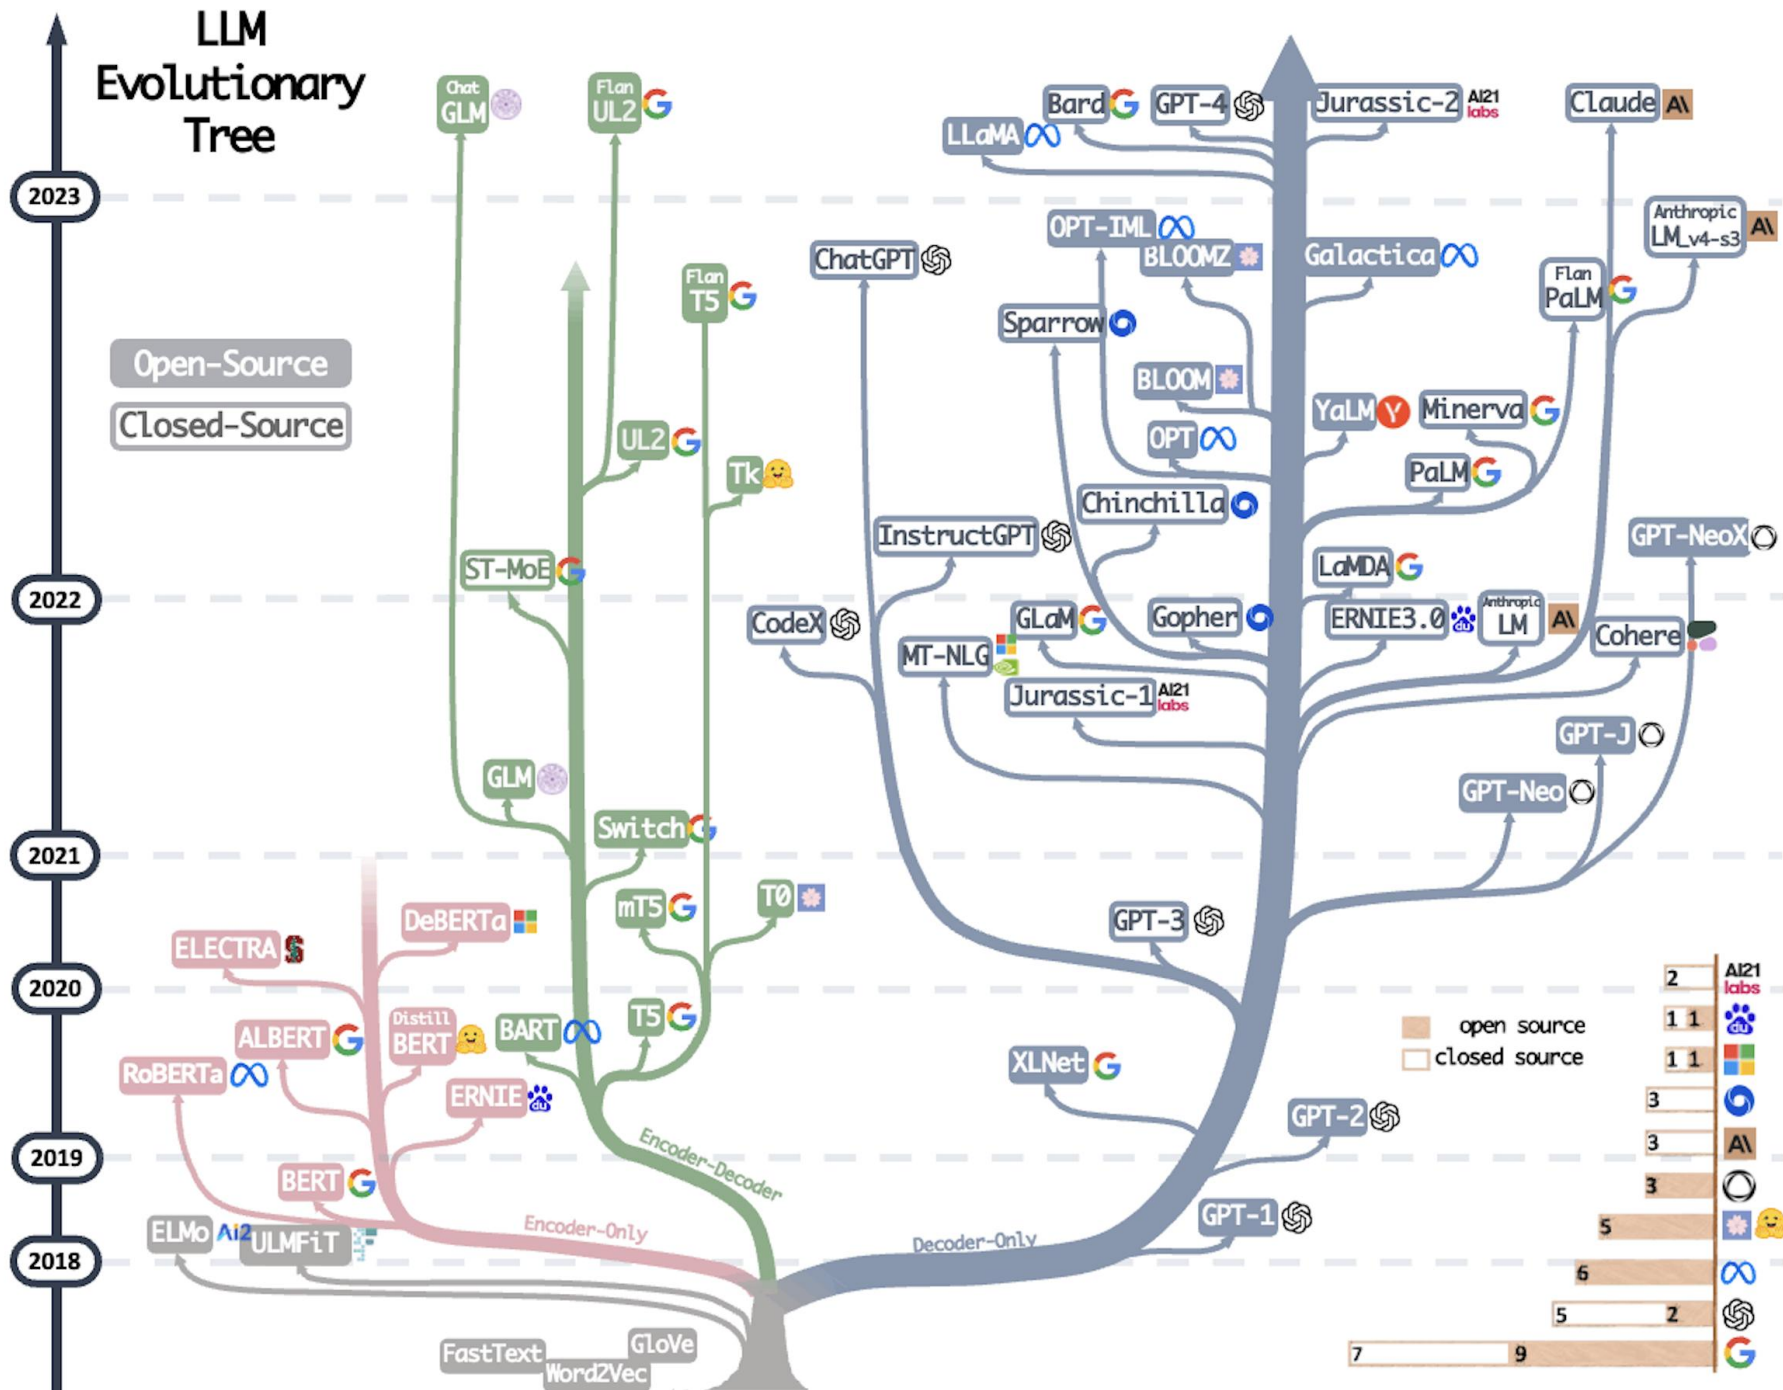 LLM
Evolutionary
Tree
2023
2022
2021
2020
2019
2018
Open-Source
Closed-Source
Chat
GLM
Flan
UL2
Flan
T5
UL2
Tk
ST-MoE
GLM
Switch
mT5
T0
T5
BART
Encoder-Decoder
DeBERTa
ELECTRA
Distill
BERT
ALBERT
RoBERTa
ERNIE
du
BERT
Encoder-Only
ELMo
Ai2
ULMFiT
FastText
GloVe
Word2Vec
Bard
GPT-4
Jurassic-2
AI21
labs
Claude
A\
LLaMA
OPT-IML
BLOOMZ
Galactica
Anthropic
LM_v4-s3
A\
ChatGPT
Flan
PaLM
Sparrow
BLOOM
YaLM
Y
Minerva
OPT
PaLM
Chinchilla
InstructGPT
GPT-NeoX
LaMDA
CodeX
GLaM
Gopher
ERNIE3.0
du
Anthropic
LM
A\
Cohere
MT-NLG
Jurassic-1
AI21
labs
GPT-J
GPT-Neo
GPT-3
XLNet
GPT-2
GPT-1
Decoder-Only
open source
closed source
2
AI21
labs
1 1
du
1 1
3
3
A\
3
5
6
5 2
7 9